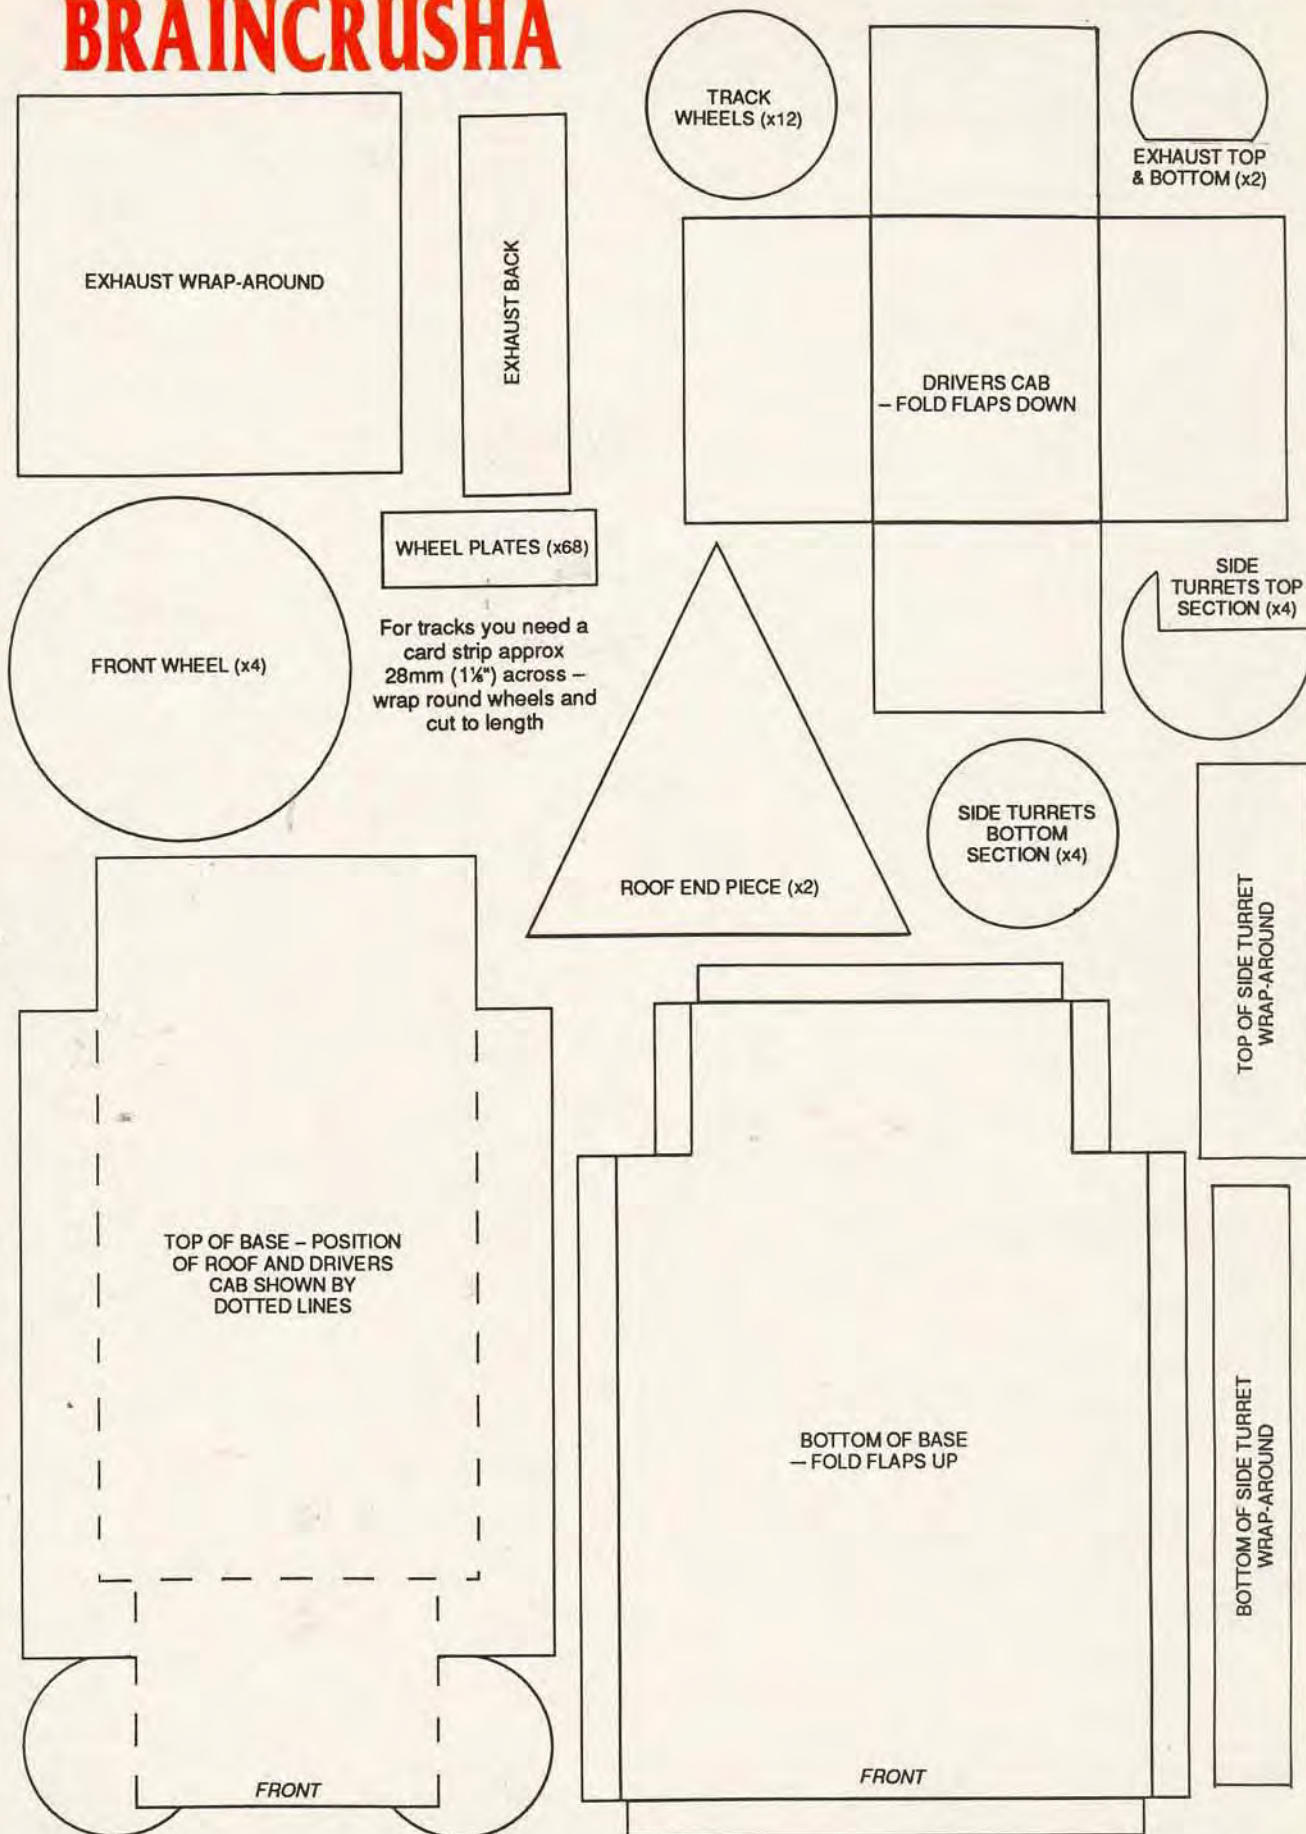 BRAINCRUSHA
TRACK
WHEELS (x12)
EXHAUST TOP
& BOTTOM (x2)
EXHAUST WRAP-AROUND
EXHAUST BACK
DRIVERS CAB
– FOLD FLAPS DOWN
WHEEL PLATES (x68)
SIDE
TURRETS TOP
SECTION (x4)
FRONT WHEEL (x4)
For tracks you need a
card strip approx
28mm (1⅛") across –
wrap round wheels and
cut to length
SIDE TURRETS
BOTTOM
SECTION (x4)
ROOF END PIECE (x2)
TOP OF SIDE TURRET
WRAP-AROUND
TOP OF BASE – POSITION
OF ROOF AND DRIVERS
CAB SHOWN BY
DOTTED LINES
BOTTOM OF BASE
– FOLD FLAPS UP
BOTTOM OF SIDE TURRET
WRAP-AROUND
FRONT
FRONT